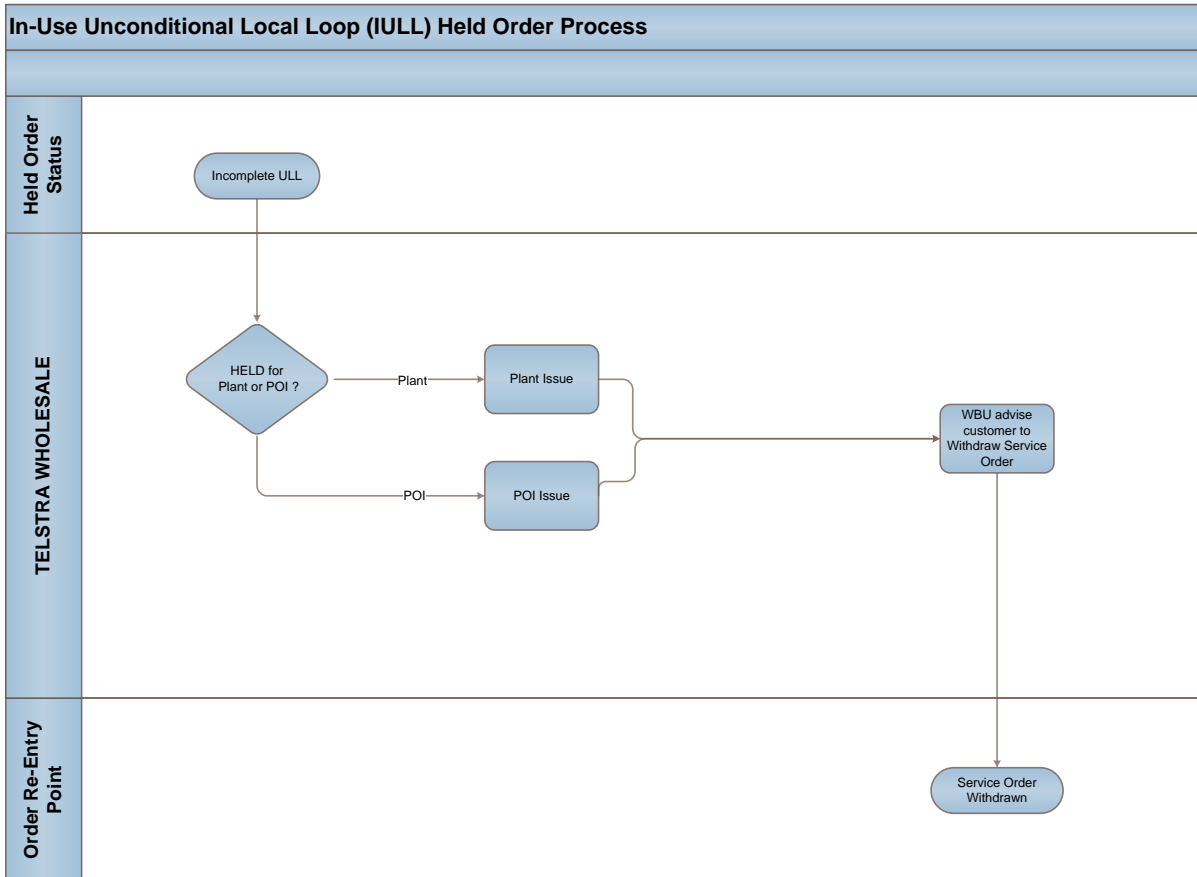 In-Use Unconditional Local Loop (IULL) Held Order Process
Held Order
Status
Incomplete ULL
TELSTRA WHOLESALE
HELD for
Plant or POI ?
Plant
Plant Issue
POI
POI Issue
WBU advise
customer to
Withdraw Service
Order
Order Re-Entry
Point
Service Order
Withdrawn